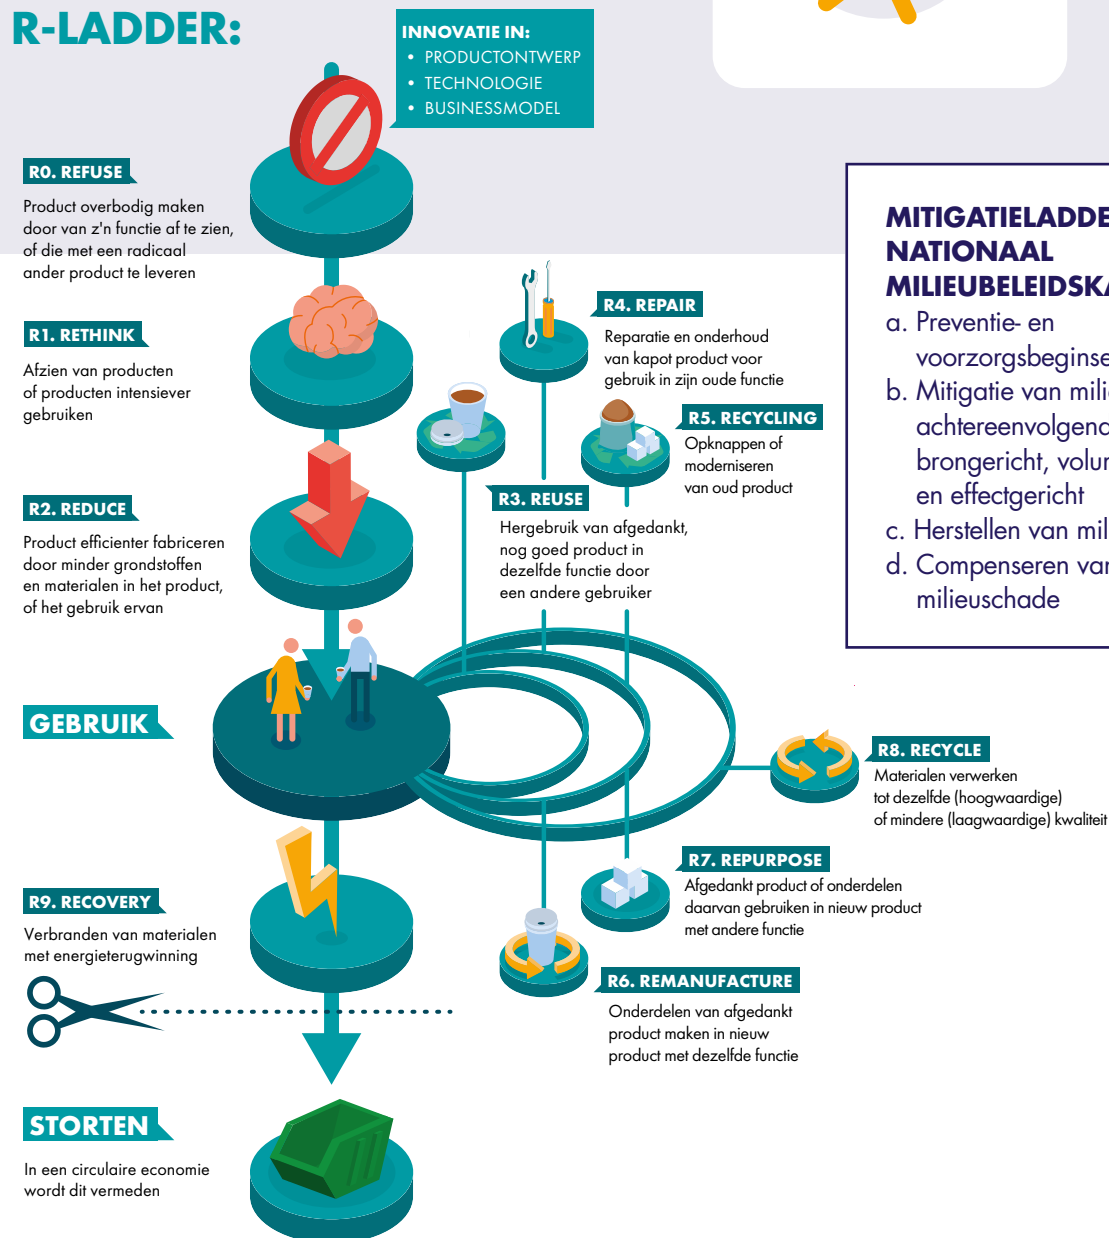 R-LADDER:
INNOVATIE IN:
• PRODUCTONTWERP
• TECHNOLOGIE
• BUSINESSMODEL
R0. REFUSE
Product overbodig maken
door van z'n functie af te zien,
of die met een radicaal
ander product te leveren
R1. RETHINK
Afzien van producten
of producten intensiever
gebruiken
R2. REDUCE
Product efficienter fabriceren
door minder grondstoffen
en materialen in het product,
of het gebruik ervan
R4. REPAIR
Reparatie en onderhoud
van kapot product voor
gebruik in zijn oude functie
R5. RECYCLING
Opknappen of
moderniseren
van oud product
R3. REUSE
Hergebruik van afgedankt,
nog goed product in
dezelfde functie door
een andere gebruiker
GEBRUIK
R8. RECYCLE
Materialen verwerken
tot dezelfde (hoogwaardige)
of mindere (laagwaardige) kwaliteit
R7. REPURPOSE
Afgedankt product of onderdelen
daarvan gebruiken in nieuw product
met andere functie
R6. REMANUFACTURE
Onderdelen van afgedankt
product maken in nieuw
product met dezelfde functie
R9. RECOVERY
Verbranden van materialen
met energieterugwinning
STORTEN
In een circulaire economie
wordt dit vermeden
MITIGATIELADDE
NATIONAAL
MILIEUBELEIDSKA
a. Preventie- en
voorzorgsbeginse
b. Mitigatie van mili
achtereenvolgend
brongericht, volu
en effectgericht
c. Herstellen van mil
d. Compenseren van
milieuschade